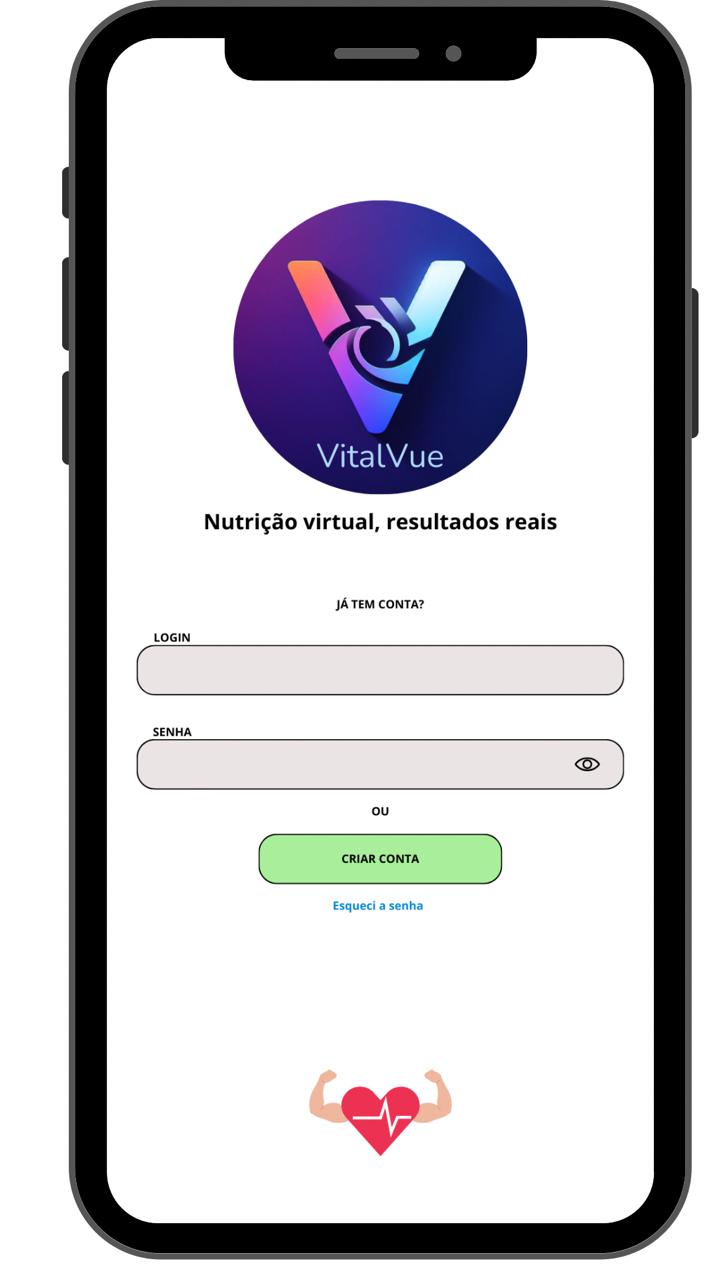 VitalVue
Nutrição virtual, resultados reais
JÁ TEM CONTA?
LOGIN
SENHA
OU
CRIAR CONTA
Esqueci a senha